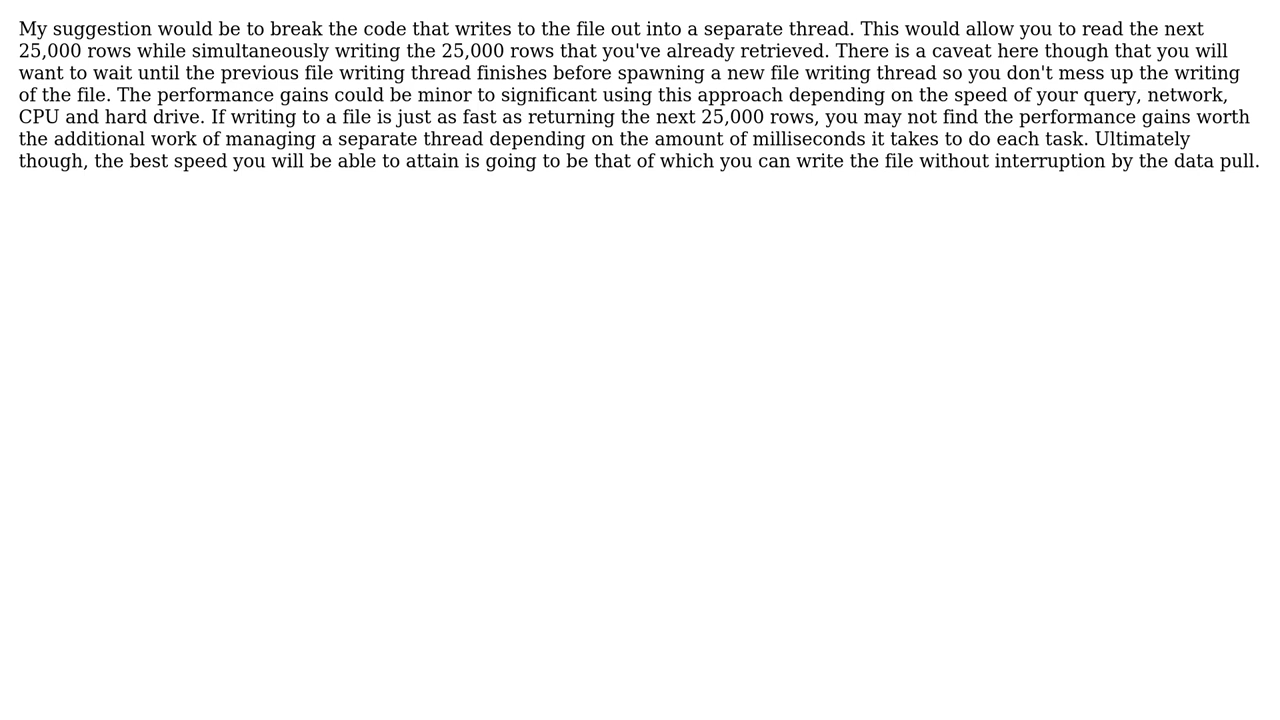 My suggestion would be to break the code that writes to the file out into a separate thread. This would allow you to read the next
25,000 rows while simultaneously writing the 25,000 rows that you've already retrieved. There is a caveat here though that you will
want to wait until the previous file writing thread finishes before spawning a new file writing thread so you don't mess up the writing
of the file. The performance gains could be minor to significant using this approach depending on the speed of your query, network,
CPU and hard drive. If writing to a file is just as fast as returning the next 25,000 rows, you may not find the performance gains worth
the additional work of managing a separate thread depending on the amount of milliseconds it takes to do each task. Ultimately
though, the best speed you will be able to attain is going to be that of which you can write the file without interruption by the data pull.